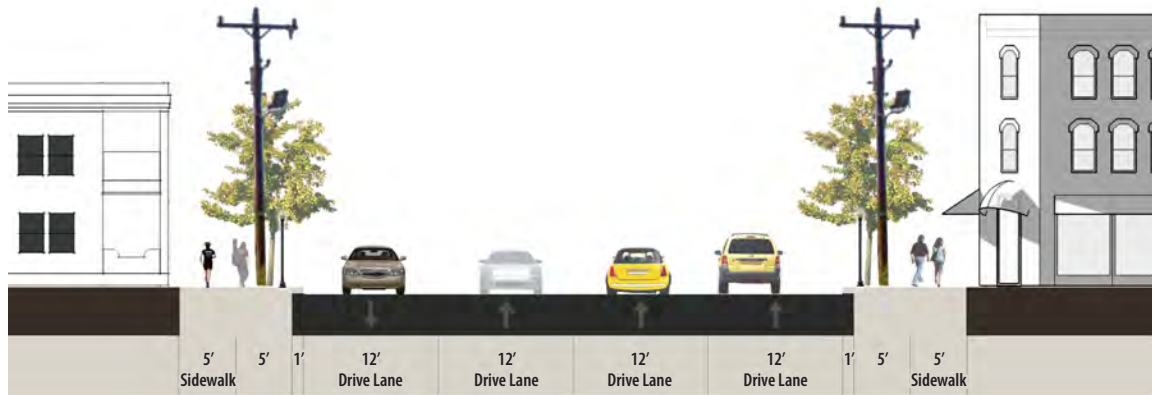 5’ 5’ 1’ 12’ 12’ 12’ 12’ 1’ 5’ 5’
Sidewalk Drive Lane Drive Lane Drive Lane Drive Lane Sidewalk